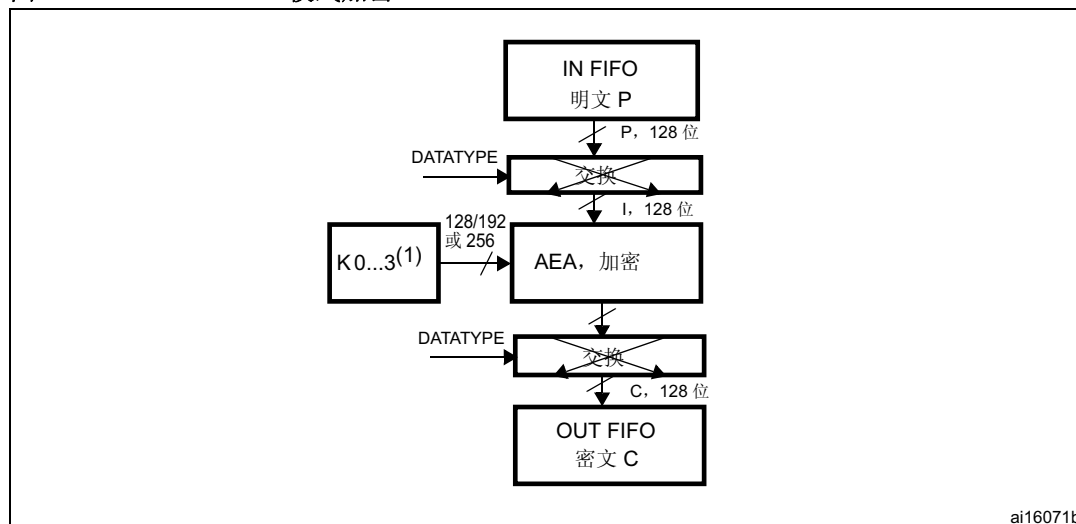 IN FIFO
明文 P
P，128 位
DATATYPE
交换
I，128 位
128/192
或 256
K 0...3(1)
AEA，加密
DATATYPE
交换
C，128 位
OUT FIFO
密文 C
ai16071b